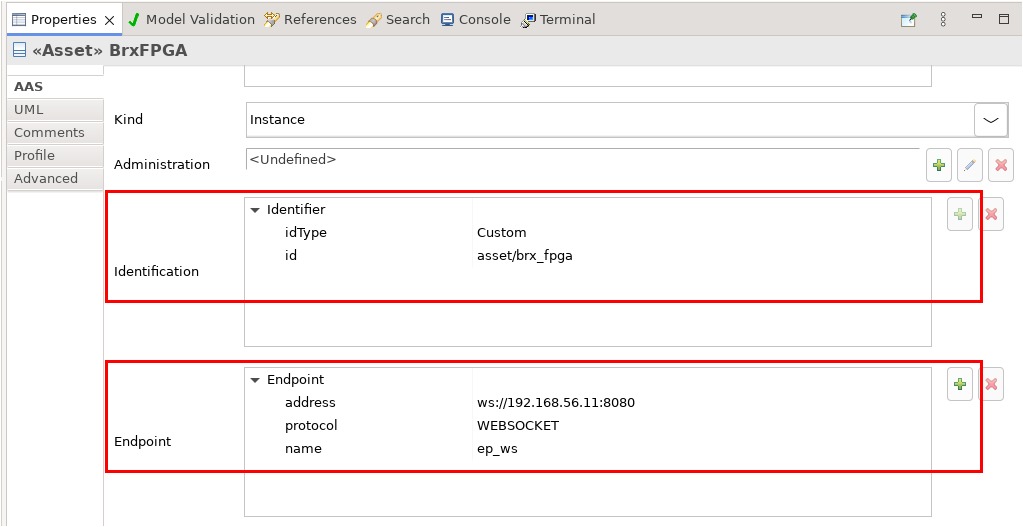 Properties Model Validation References Search Console Terminal
«Asset» BrxFPGA
AAS
UML
Comments
Profile
Advanced
Kind Instance
Administration <Undefined>
Identification
Identifier
idType Custom
id asset/brx_fpga
Endpoint
Endpoint
address ws://192.168.56.11:8080
protocol WEBSOCKET
name ep_ws